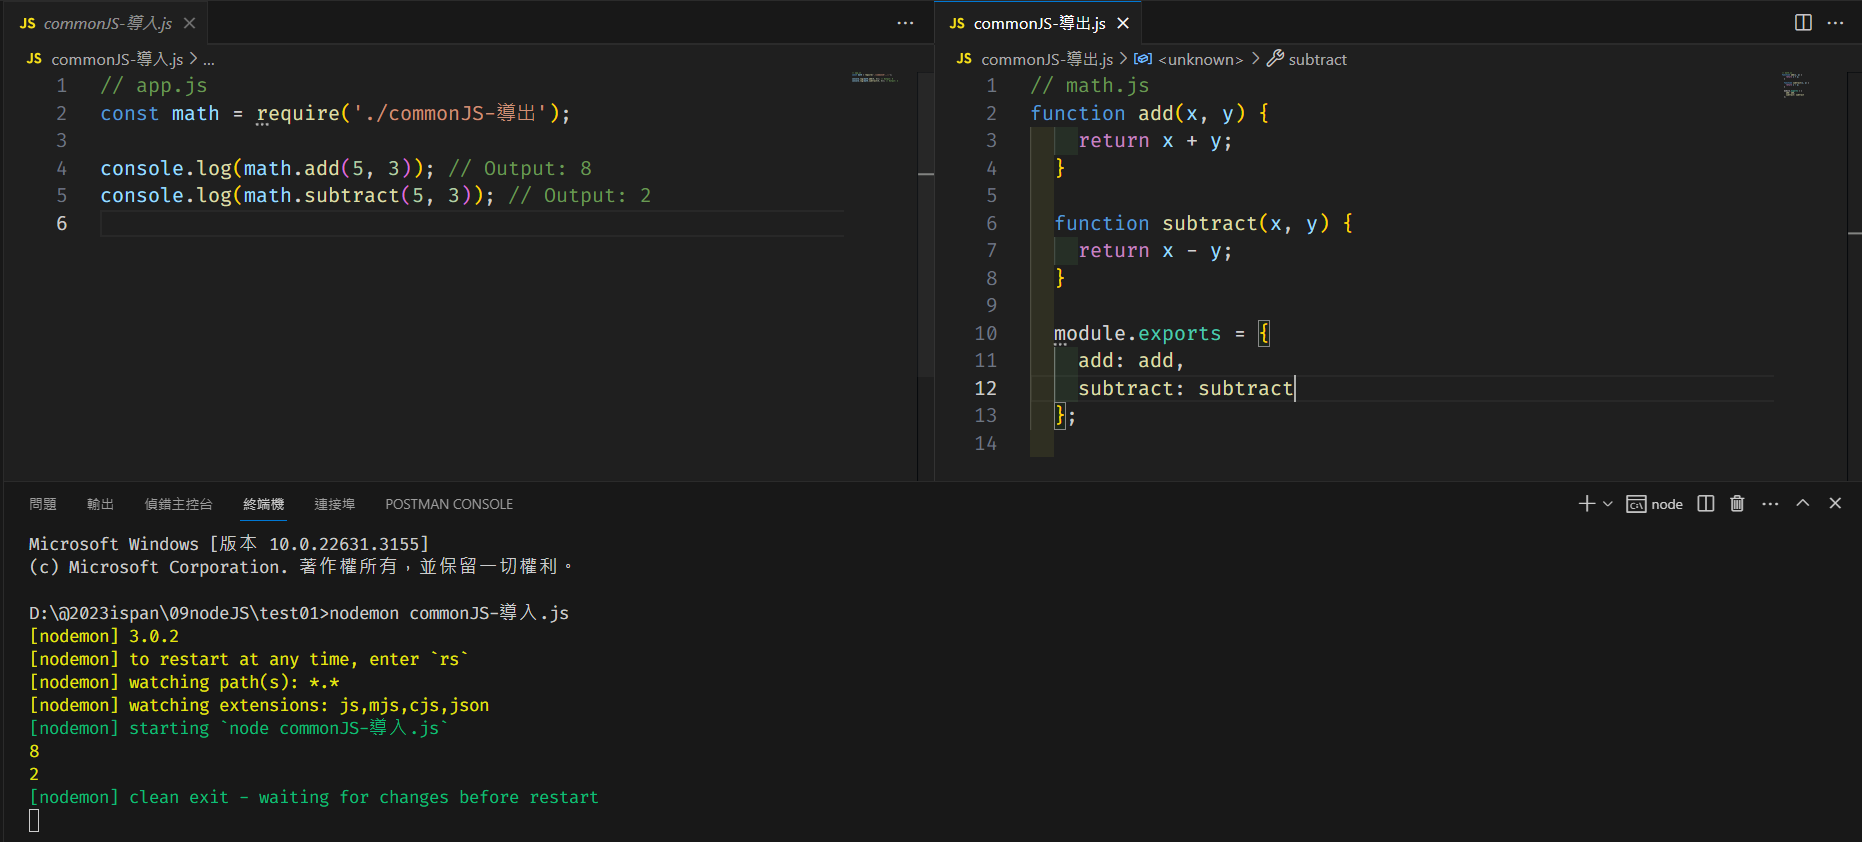 JS commonJS-導入.js
JS commonJS-導入.js > ...
1 // app.js
2 const math = require('./commonJS-導出');
3
4 console.log(math.add(5, 3)); // Output: 8
5 console.log(math.subtract(5, 3)); // Output: 2
6
JS commonJS-導出.js
JS commonJS-導出.js > <unknown> > subtract
1 // math.js
2 function add(x, y) {
3 return x + y;
4 }
5
6 function subtract(x, y) {
7 return x - y;
8 }
9
10 module.exports = {
11 add: add,
12 subtract: subtract
13 };
14
問題 輸出 偵錯主控台 終端機 連接埠 POSTMAN CONSOLE
node
Microsoft Windows [版本 10.0.22631.3155]
(c) Microsoft Corporation. 著作權所有，並保留一切權利。
D:\@2023ispan\09nodeJS\test01>nodemon commonJS-導入.js
[nodemon] 3.0.2
[nodemon] to restart at any time, enter `rs`
[nodemon] watching path(s): *.*
[nodemon] watching extensions: js,mjs,cjs,json
[nodemon] starting `node commonJS-導入.js`
8
2
[nodemon] clean exit - waiting for changes before restart